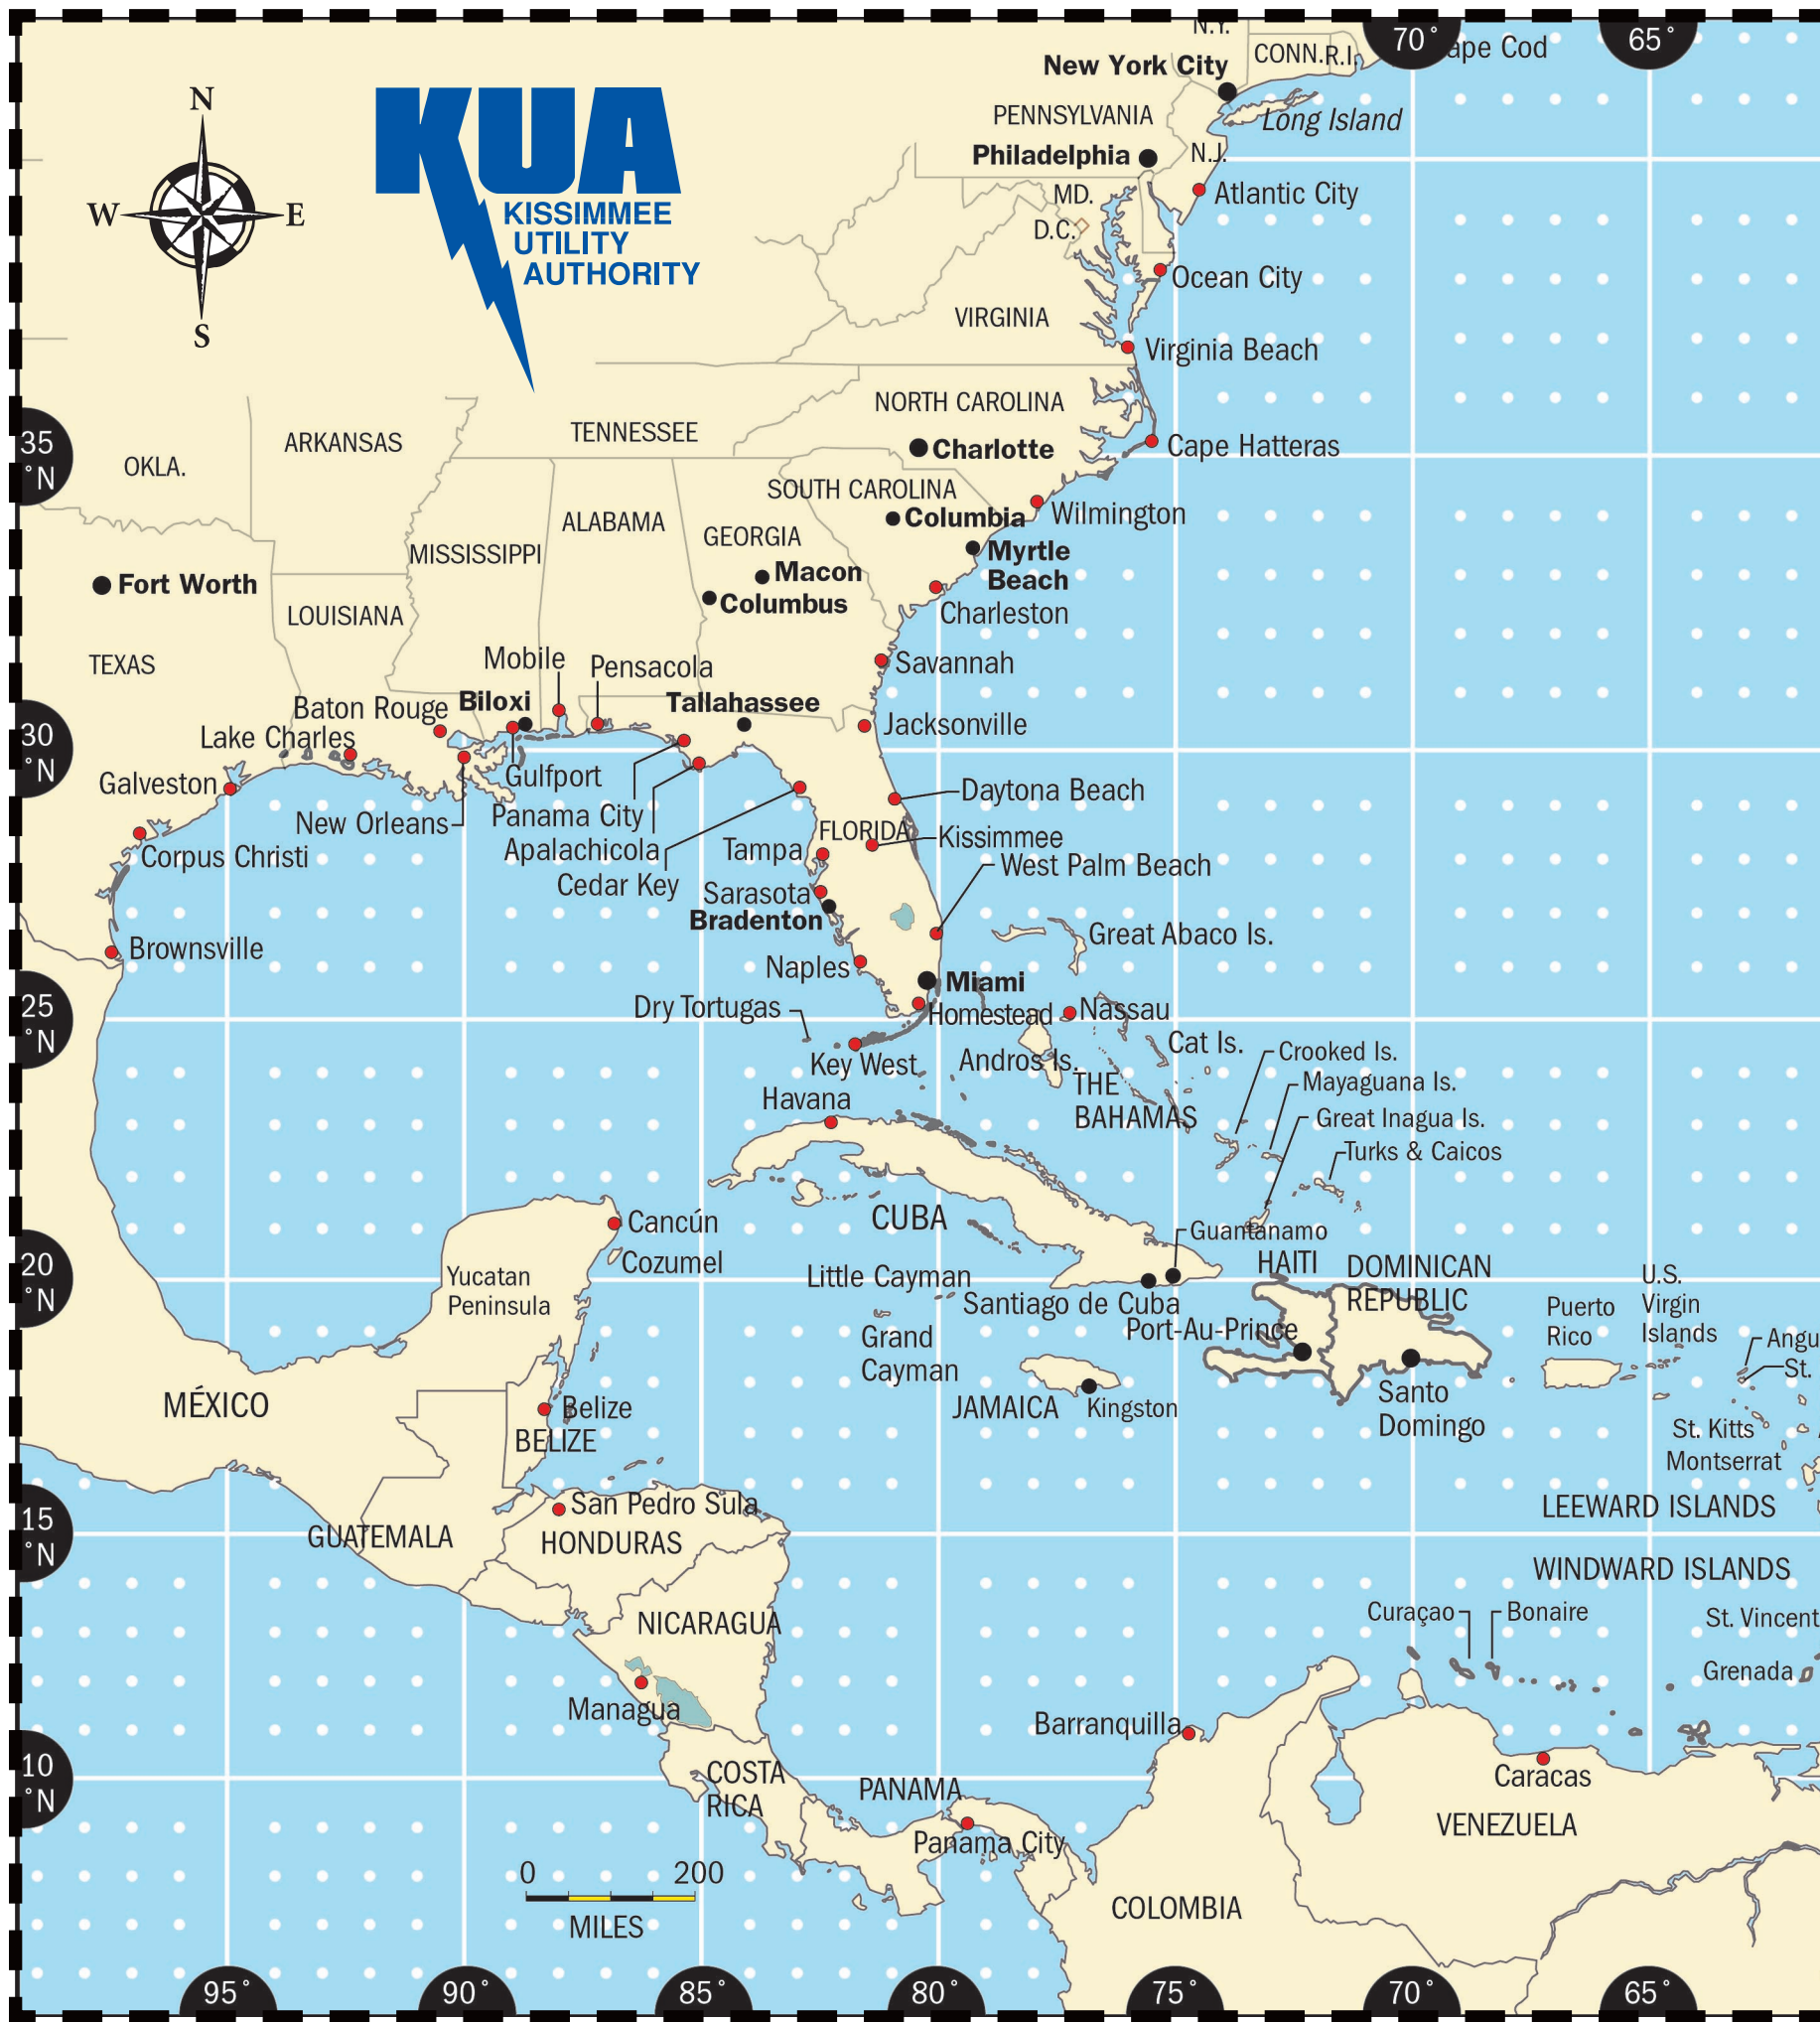 N.Y.
CONN.
R.I.
70°
ape Cod
65°
New York City
N
KUA
KISSIMMEE
UTILITY
AUTHORITY
W
E
S
PENNSYLVANIA
Long Island
Philadelphia
N.J.
MD.
Atlantic City
D.C.
Ocean City
VIRGINIA
Virginia Beach
NORTH CAROLINA
35
°N
OKLA.
ARKANSAS
TENNESSEE
Charlotte
Cape Hatteras
SOUTH CAROLINA
Columbia
Wilmington
ALABAMA
GEORGIA
MISSISSIPPI
Myrtle
Beach
Macon
Fort Worth
Columbus
LOUISIANA
Charleston
TEXAS
Mobile
Pensacola
Savannah
Baton Rouge
Biloxi
Tallahassee
Jacksonville
30
°N
Lake Charles
Galveston
Gulfport
Daytona Beach
New Orleans
Panama City
FLORIDA
Kissimmee
Corpus Christi
Apalachicola
Tampa
West Palm Beach
Cedar Key
Sarasota
Bradenton
Great Abaco Is.
Brownsville
Naples
Miami
25
°N
Dry Tortugas
Homestead
Nassau
Cat Is.
Key West
Andros Is.
Crooked Is.
THE
BAHAMAS
Mayaguana Is.
Havana
Great Inagua Is.
Turks & Caicos
CUBA
Cancún
Guantanamo
Cozumel
HAITI
DOMINICAN
REPUBLIC
20
°N
Yucatan
Peninsula
Little Cayman
Santiago de Cuba
Port-Au-Prince
U.S.
Virgin
Islands
Puerto
Rico
Grand
Cayman
Angu
St.
MÉXICO
JAMAICA
Kingston
Santo
Domingo
Belize
BELIZE
St. Kitts
Montserrat
15
°N
San Pedro Sula
LEEWARD ISLANDS
GUATEMALA
HONDURAS
WINDWARD ISLANDS
NICARAGUA
Curaçao
Bonaire
St. Vincent
Grenada
Managua
Barranquilla
10
°N
COSTA
RICA
PANAMA
Caracas
VENEZUELA
Panama City
0 200
MILES
COLOMBIA
95° 90° 85° 80° 75° 70° 65°